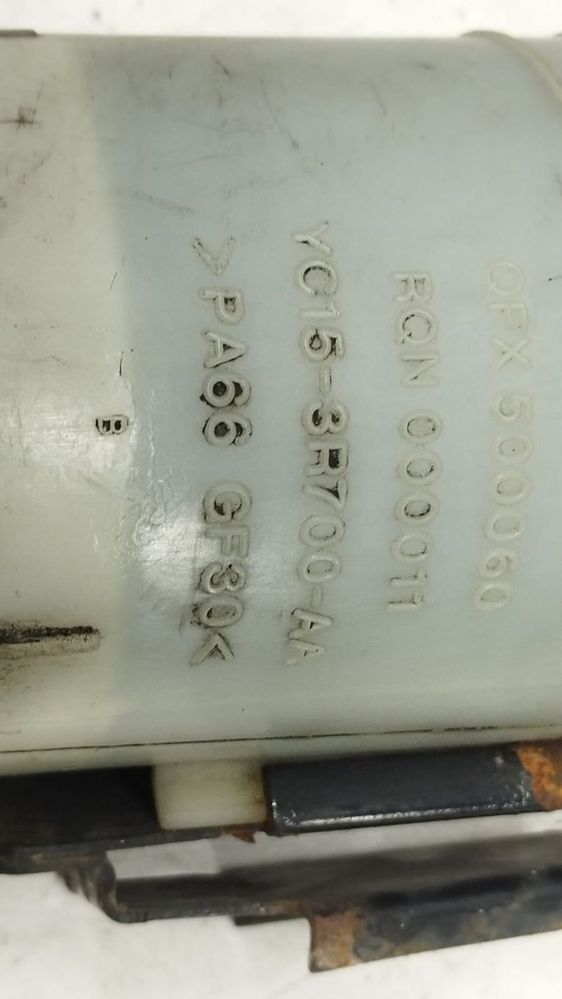 QFX 500060
RQN 000011
YC15-3R700-AA
>PA66 GF30<